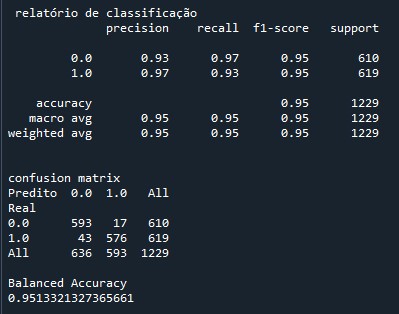 relatório de classificação
precision recall f1-score support
0.0 0.93 0.97 0.95 610
1.0 0.97 0.93 0.95 619
accuracy 0.95 1229
macro avg 0.95 0.95 0.95 1229
weighted avg 0.95 0.95 0.95 1229
confusion matrix
Predito 0.0 1.0 All
Real
0.0 593 17 610
1.0 43 576 619
All 636 593 1229
Balanced Accuracy
0.9513321327365661